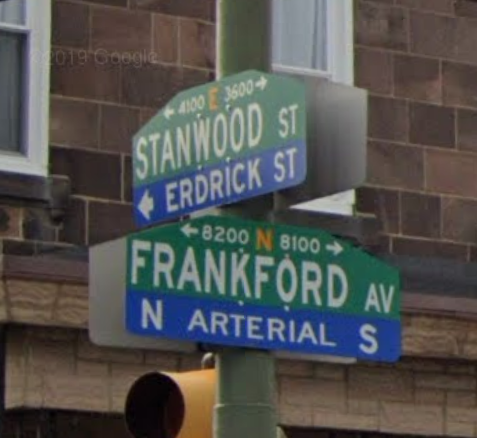 © 2019 Google
← 4100 E 3600 →
STANWOOD ST
← ERDRICK ST
← 8200 N 8100 →
FRANKFORD AV
N ARTERIAL S